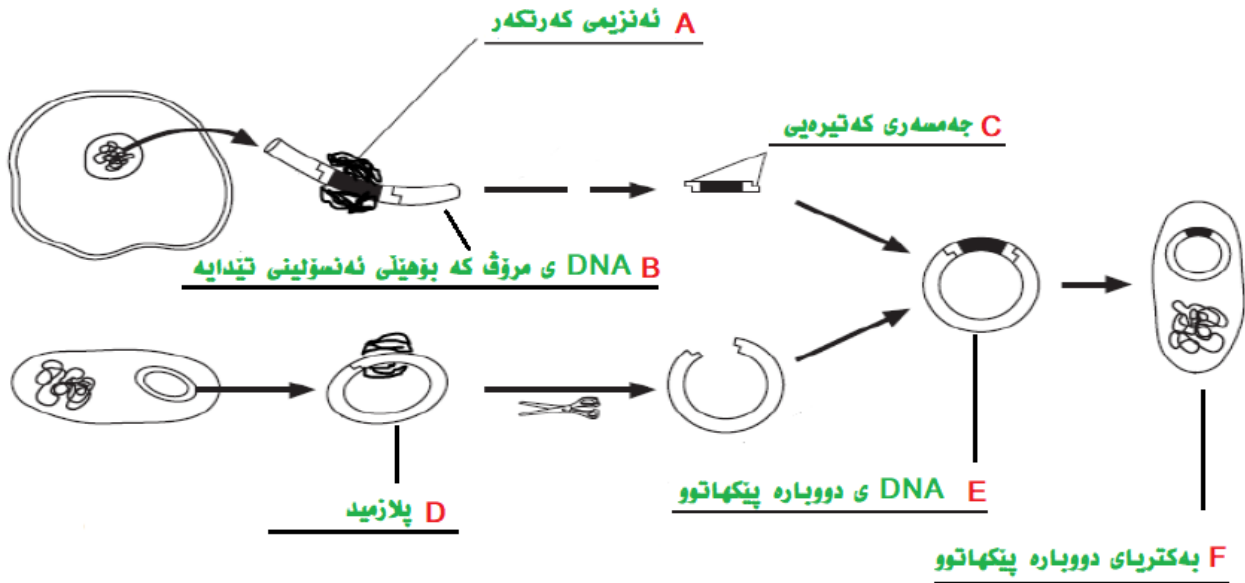 A ئەنزیمی کەرتکەر
C جەمسەری کەتیرەیی
B DNA ی مرۆڤ کە بۆهێڵی ئەنسۆلینی تێدایە
D پلازمید
E DNA ی دووبارە پێکهاتوو
F بەکتریای دووبارە پێکهاتوو